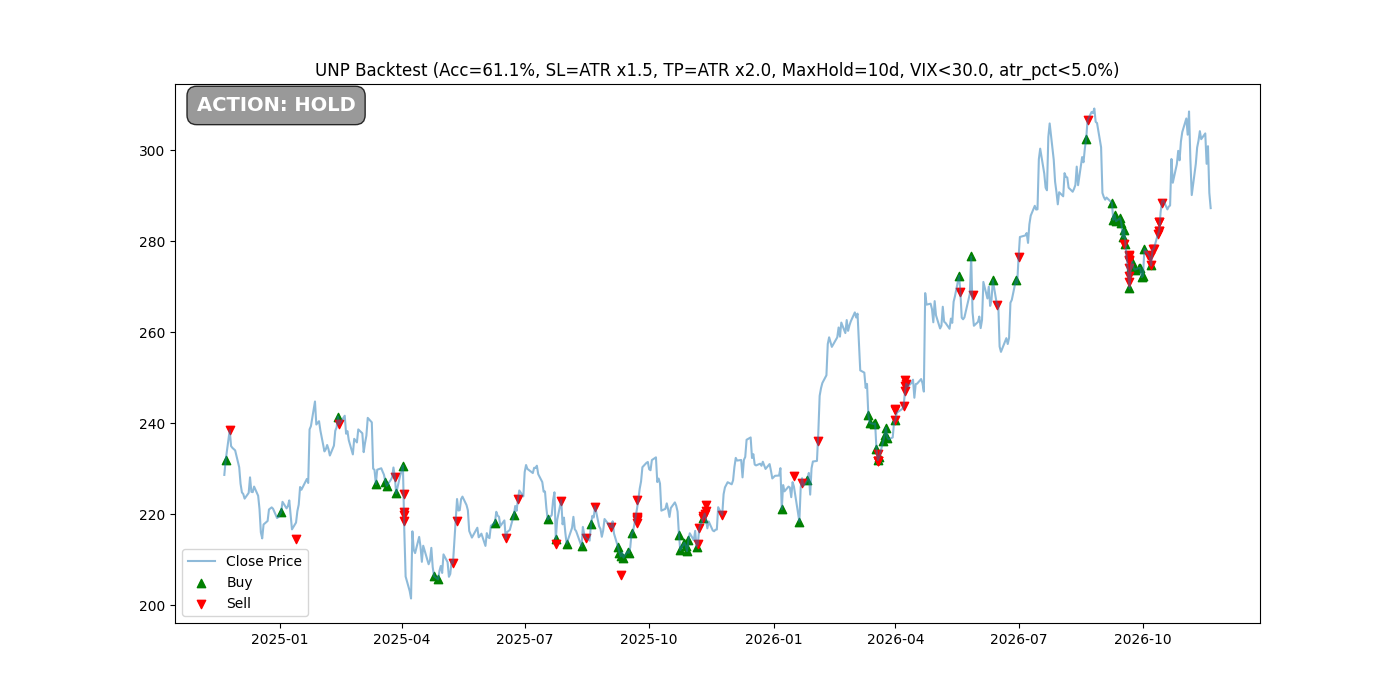 UNP Backtest (Acc=61.1%, SL=ATR x1.5, TP=ATR x2.0, MaxHold=10d, VIX<30.0, atr_pct<5.0%)
ACTION: HOLD
300
280
260
240
220
200
Close Price
Buy
Sell
2025-01
2025-04
2025-07
2025-10
2026-01
2026-04
2026-07
2026-10